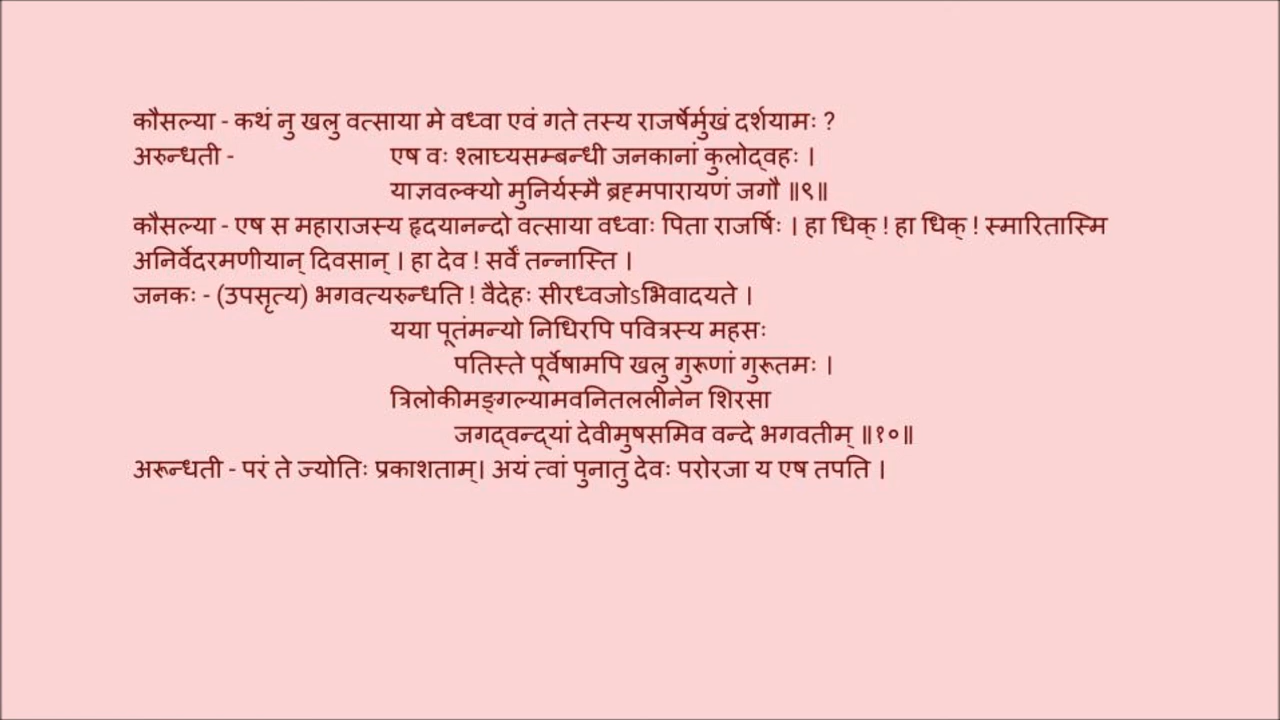 कौसल्या - कथं नु खलु वत्साया मे वध्वा एवं गते तस्य राजर्षेर्मुखं दर्शयामः ?
अरुन्धती - एष वः श्लाघ्यसम्बन्धी जनकानां कुलोद्वहः ।
याज्ञवल्क्यो मुनिर्यस्मै ब्रह्मपारायणं जगौ ॥९॥
कौसल्या - एष स महाराजस्य हृदयानन्दो वत्साया वध्वाः पिता राजर्षिः । हा धिक् ! हा धिक् ! स्मारितास्मि
अनिर्वेदरमणीयान् दिवसान् । हा देव ! सर्वें तन्नास्ति ।
जनकः - (उपसृत्य) भगवत्यरुन्धति ! वैदेहः सीरध्वजोऽभिवादयते ।
यया पूतंमन्यो निधिरपि पवित्रस्य महसः
पतिस्ते पूर्वेषामपि खलु गुरूणां गुरूतमः ।
त्रिलोकीमङ्गल्यामवनितललीनेन शिरसा
जगद्वन्द्यां देवीमुषसमिव वन्दे भगवतीम् ॥१०॥
अरून्धती - परं ते ज्योतिः प्रकाशताम्। अयं त्वां पुनातु देवः परोरजा य एष तपति ।